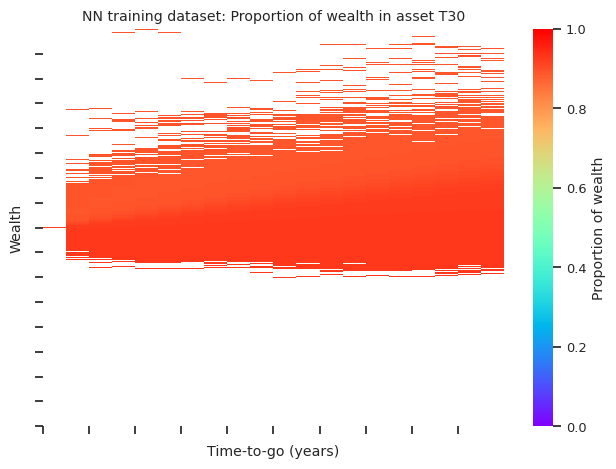 NN training dataset: Proportion of wealth in asset T30
Wealth
Time-to-go (years)
1.0
0.8
0.6
0.4
0.2
0.0
Proportion of wealth